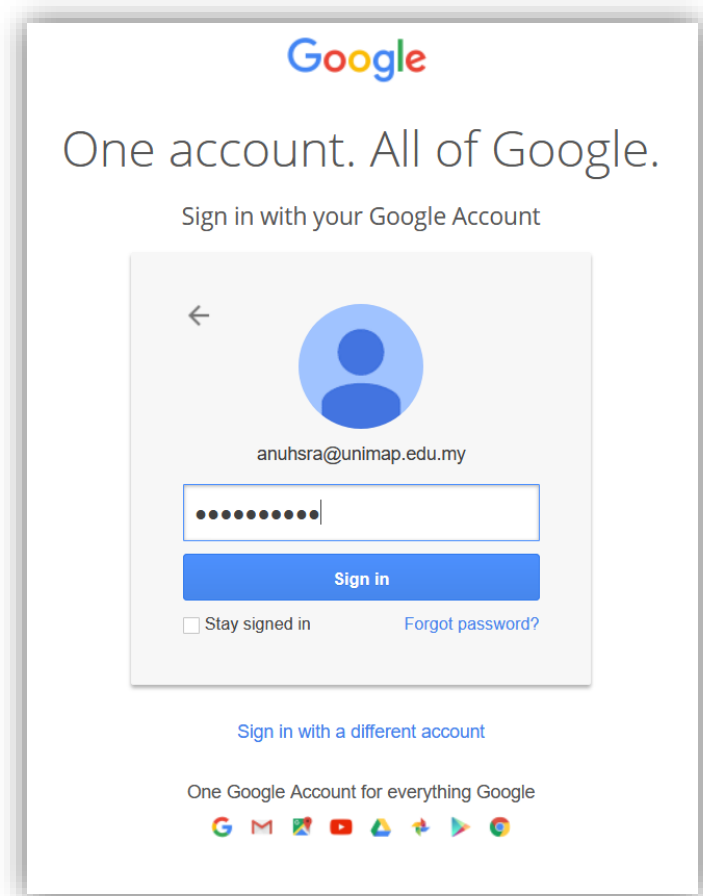 Google
One account. All of Google.
Sign in with your Google Account
anuhsra@unimap.edu.my
••••••••••
Sign in
Stay signed in Forgot password?
Sign in with a different account
One Google Account for everything Google